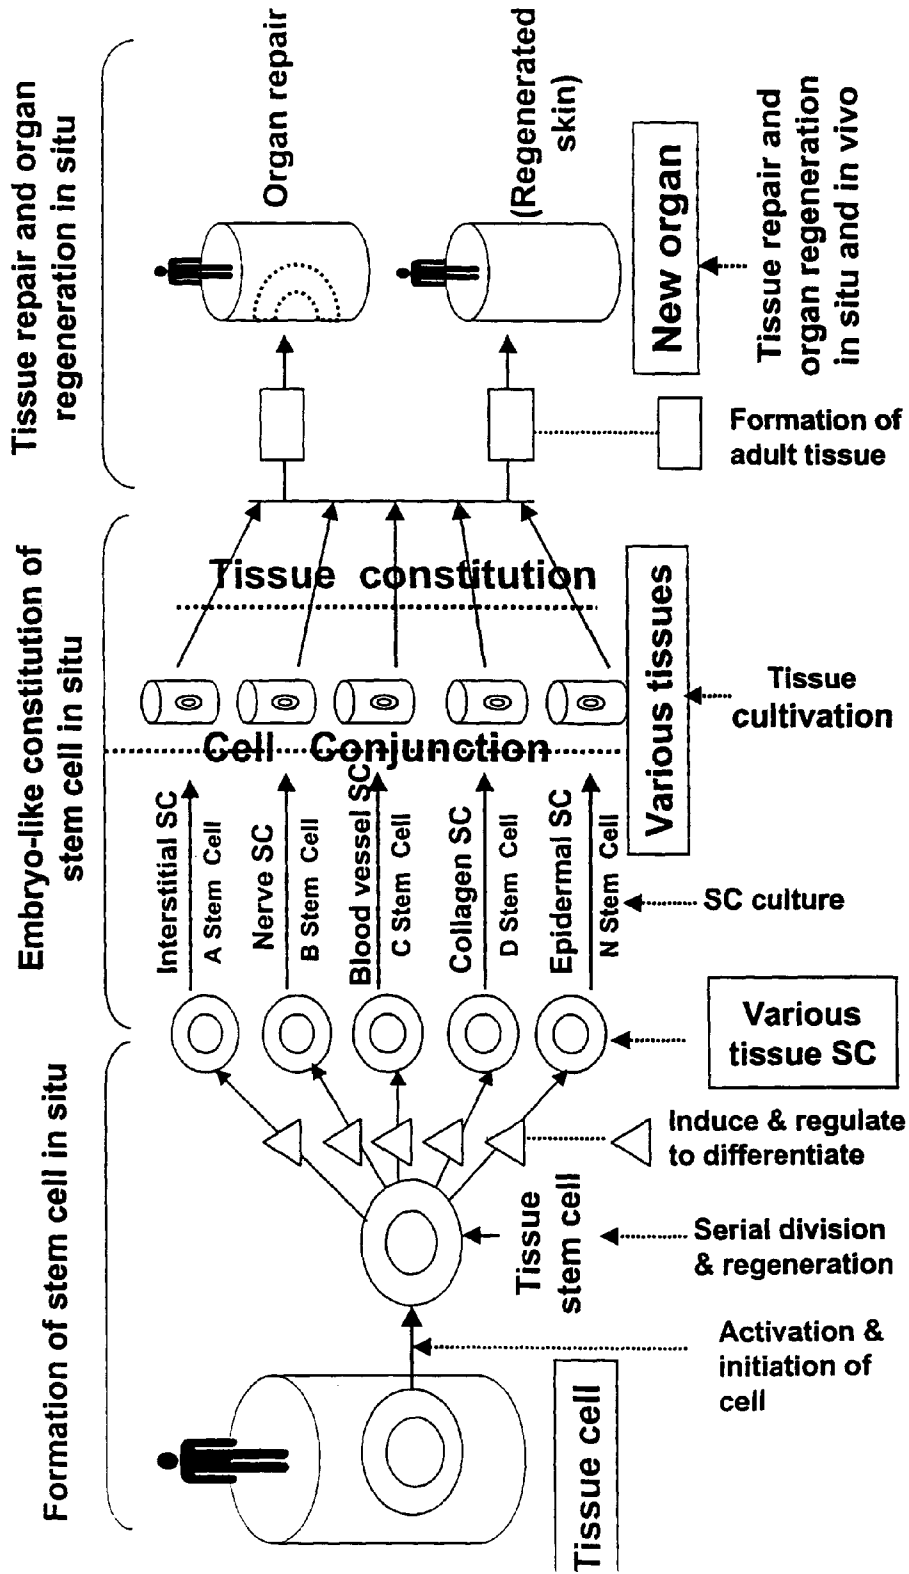 Tissue repair and organ
regeneration in situ
Embryo-like constitution of
stem cell in situ
Formation of stem cell in situ
Organ repair
(Regenerated
skin)
New organ
Tissue repair and
organ regeneration
in situ and in vivo
Formation of
adult tissue
Tissue constitution
Various tissues
Tissue
cultivation
Cell Conjunction
Interstitial SC
A Stem Cell
Nerve SC
B Stem Cell
Blood vessel SC
C Stem Cell
Collagen SC
D Stem Cell
Epidermal SC
N Stem Cell
SC culture
Various
tissue SC
Induce & regulate
to differentiate
Tissue
stem cell
Serial division
& regeneration
Activation &
initiation of
cell
Tissue cell